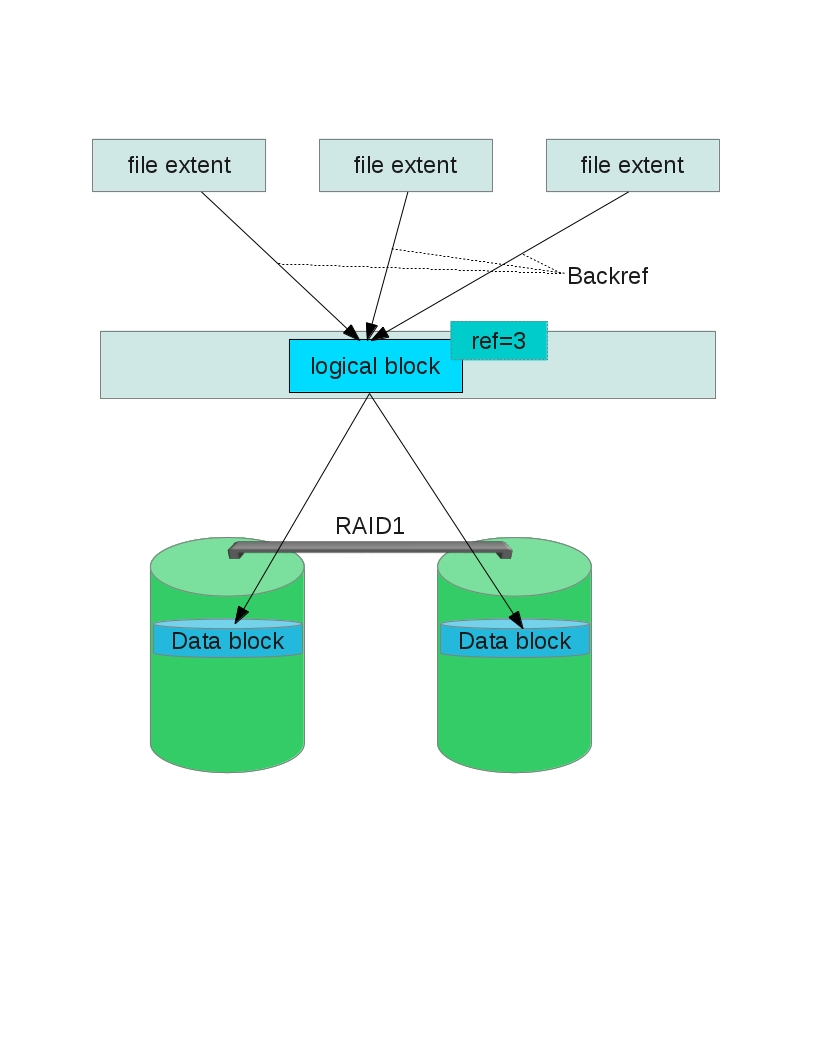 file extent
file extent
file extent
Backref
ref=3
logical block
RAID1
Data block
Data block